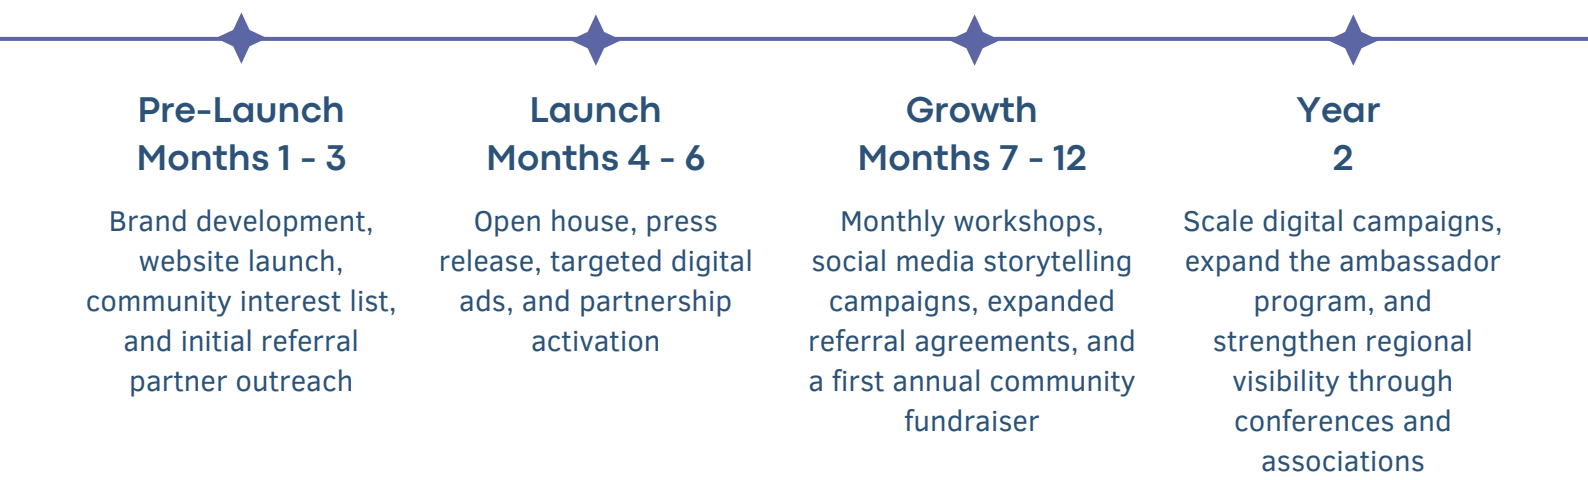 Pre-Launch
Months 1 - 3
Brand development,
website launch,
community interest list,
and initial referral
partner outreach
Launch
Months 4 - 6
Open house, press
release, targeted digital
ads, and partnership
activation
Growth
Months 7 - 12
Monthly workshops,
social media storytelling
campaigns, expanded
referral agreements, and
a first annual community
fundraiser
Year
2
Scale digital campaigns,
expand the ambassador
program, and
strengthen regional
visibility through
conferences and
associations